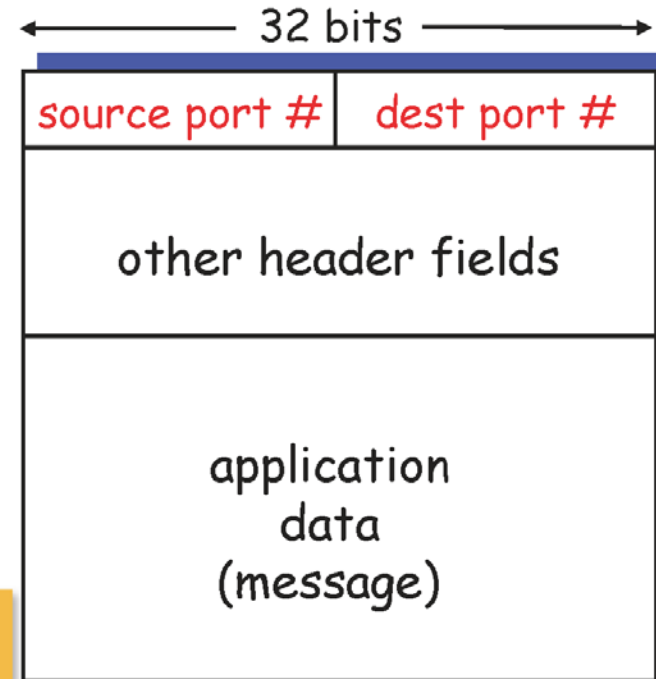 32 bits
source port # dest port #
other header fields
application
data
(message)